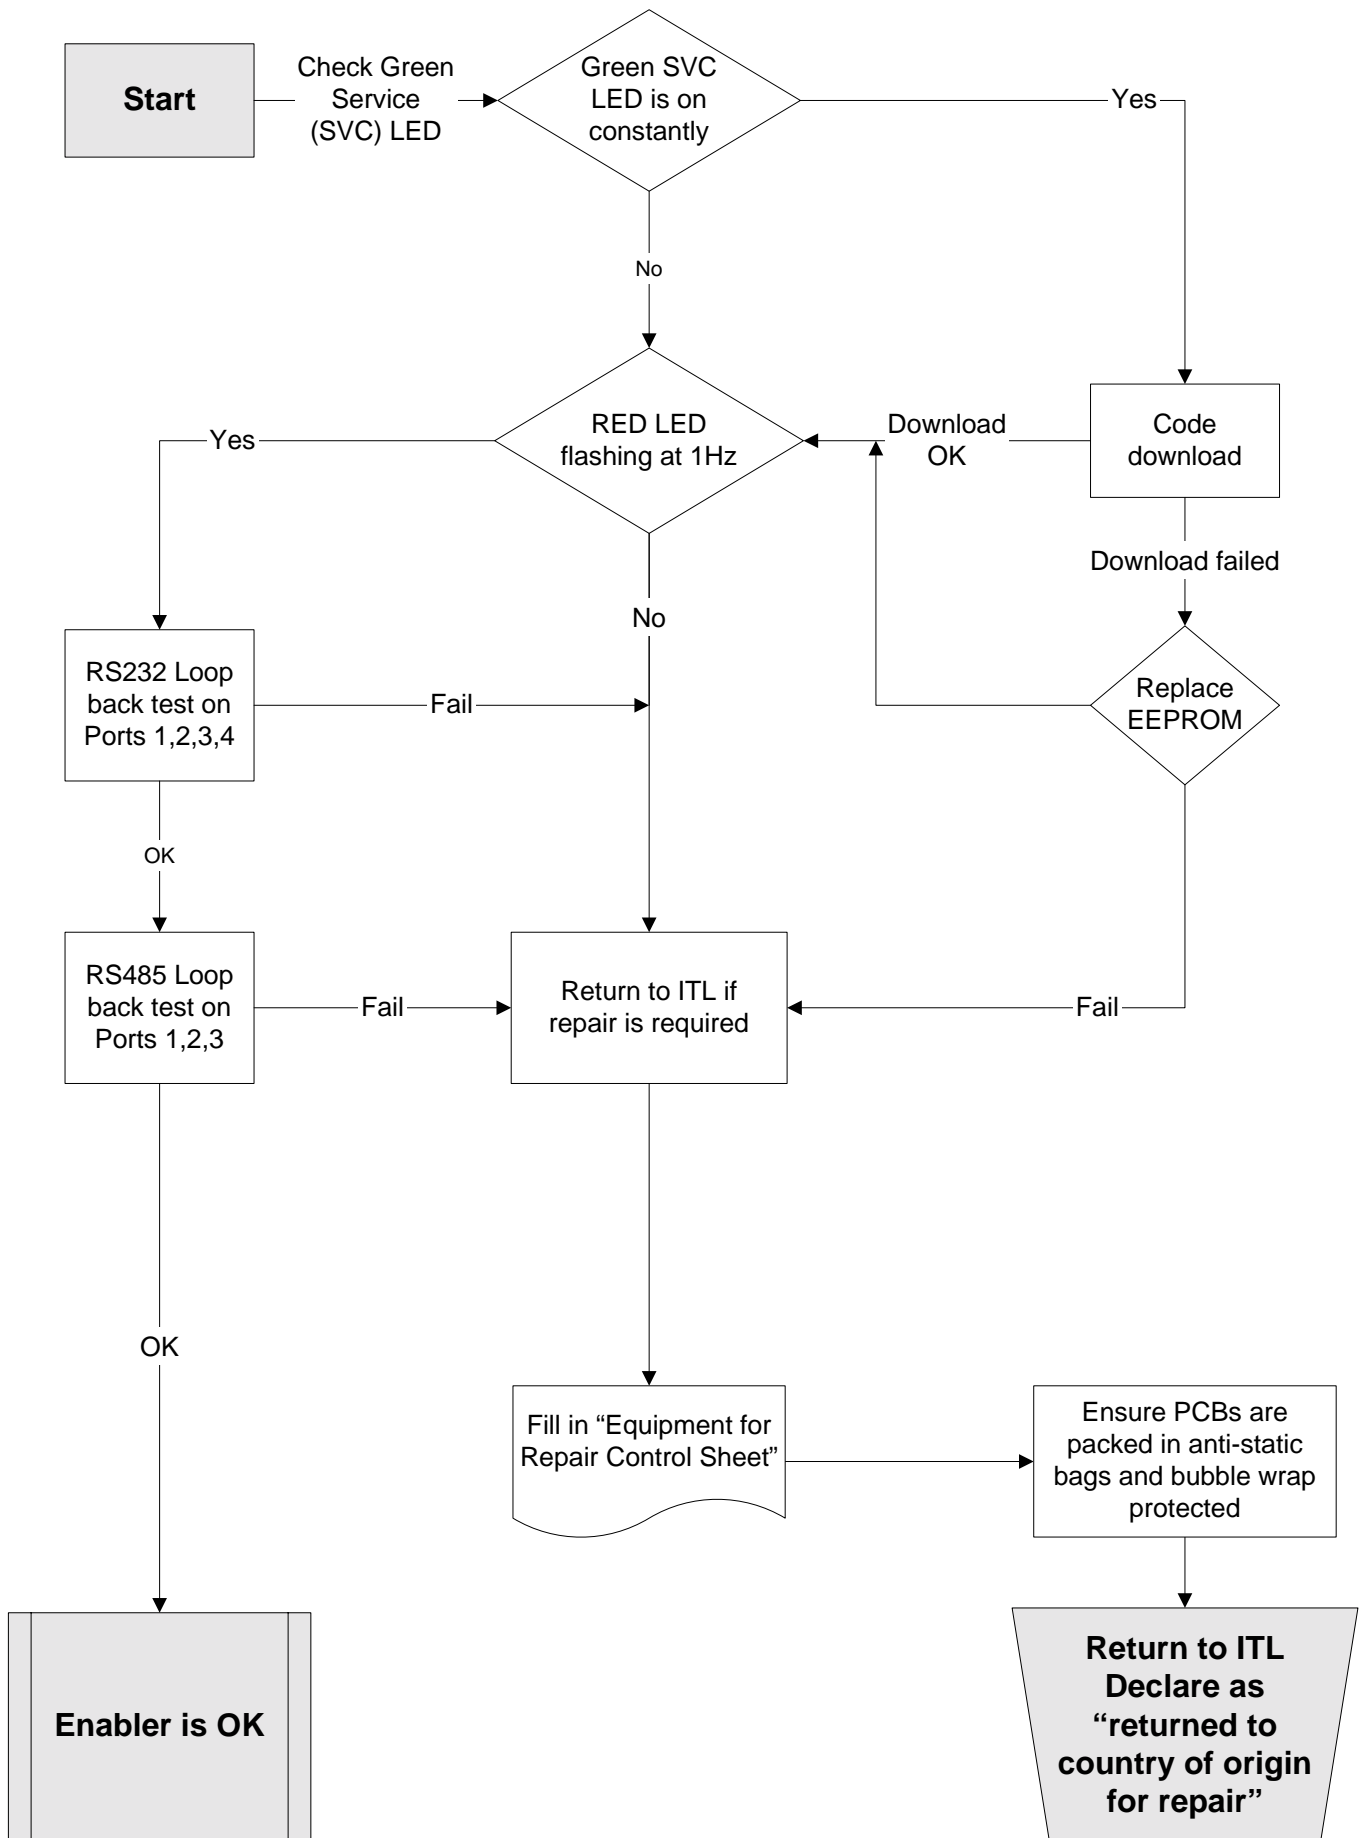 Start
Check Green
Service
(SVC) LED
Green SVC
LED is on
constantly
Yes
No
RED LED
flashing at 1Hz
Yes
Download
OK
Code
download
Download failed
No
RS232 Loop
back test on
Ports 1,2,3,4
Fail
Replace
EEPROM
OK
RS485 Loop
back test on
Ports 1,2,3
Fail
Return to ITL if
repair is required
Fail
OK
Fill in “Equipment for
Repair Control Sheet”
Ensure PCBs are
packed in anti-static
bags and bubble wrap
protected
Enabler is OK
Return to ITL
Declare as
“returned to
country of origin
for repair”